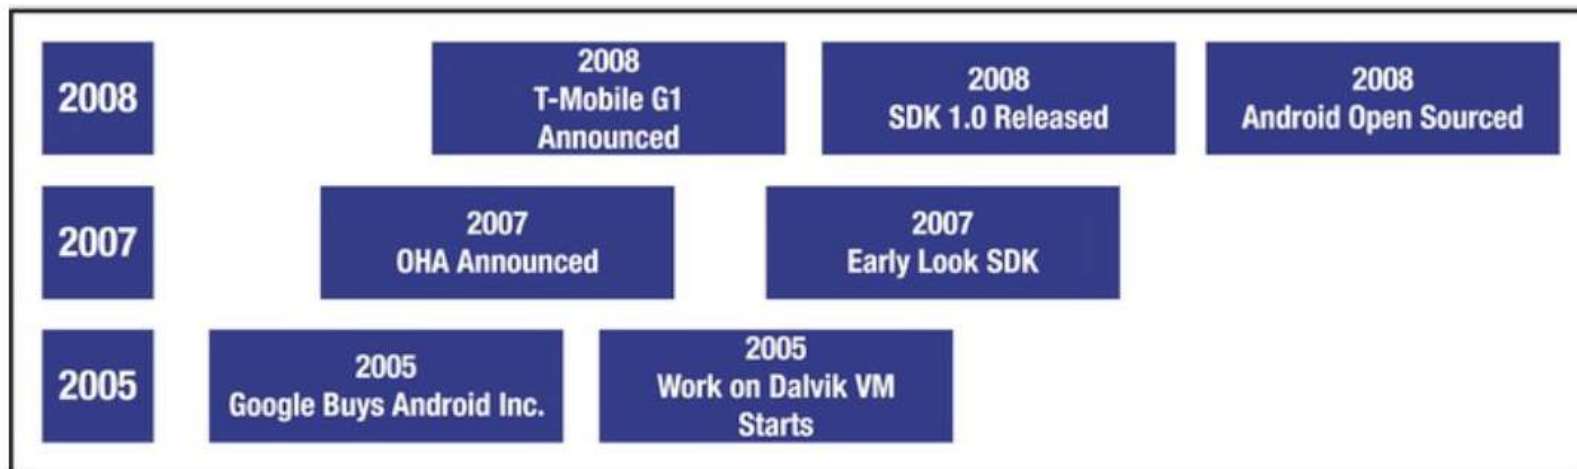 2008
2008
T-Mobile G1
Announced
2008
SDK 1.0 Released
2008
Android Open Sourced
2007
2007
OHA Announced
2007
Early Look SDK
2005
2005
Google Buys Android Inc.
2005
Work on Dalvik VM
Starts